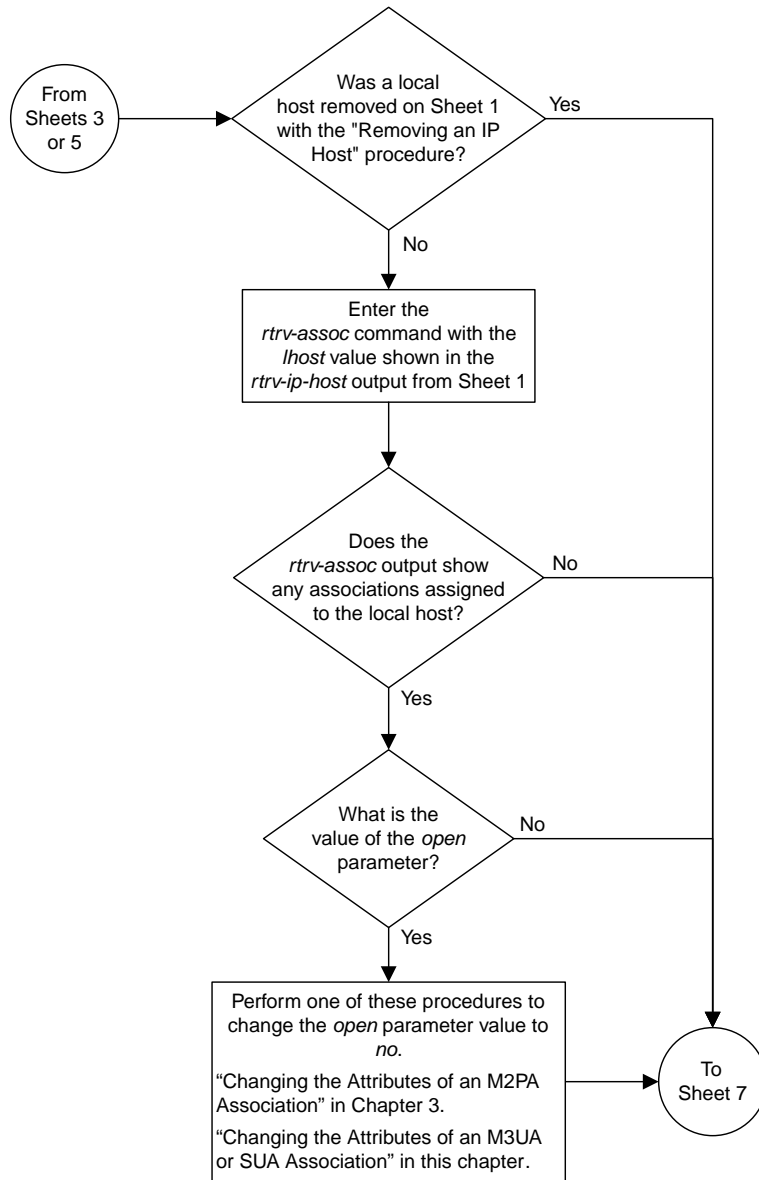 From
Sheets 3
or 5
Was a local
host removed on Sheet 1
with the "Removing an IP
Host" procedure?
Yes
No
Enter the
rtrv-assoc command with the
lhost value shown in the
rtrv-ip-host output from Sheet 1
Does the
rtrv-assoc output show
any associations assigned
to the local host?
No
Yes
What is the
value of the open
parameter?
No
Yes
Perform one of these procedures to
change the open parameter value to
no.
“Changing the Attributes of an M2PA
Association” in Chapter 3.
“Changing the Attributes of an M3UA
or SUA Association” in this chapter.
To
Sheet 7